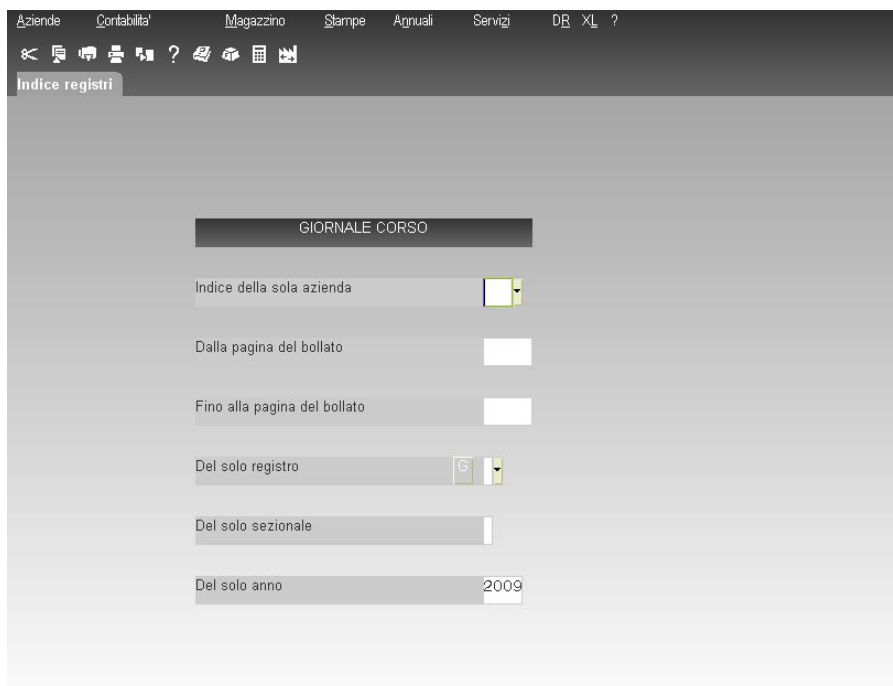 Aziende Contabilita' Magazzino Stampe Annuali Servizi DR XL ?
?
Indice registri
GIORNALE CORSO
Indice della sola azienda
Dalla pagina del bollato
Fino alla pagina del bollato
Del solo registro G
Del solo sezionale
Del solo anno 2009